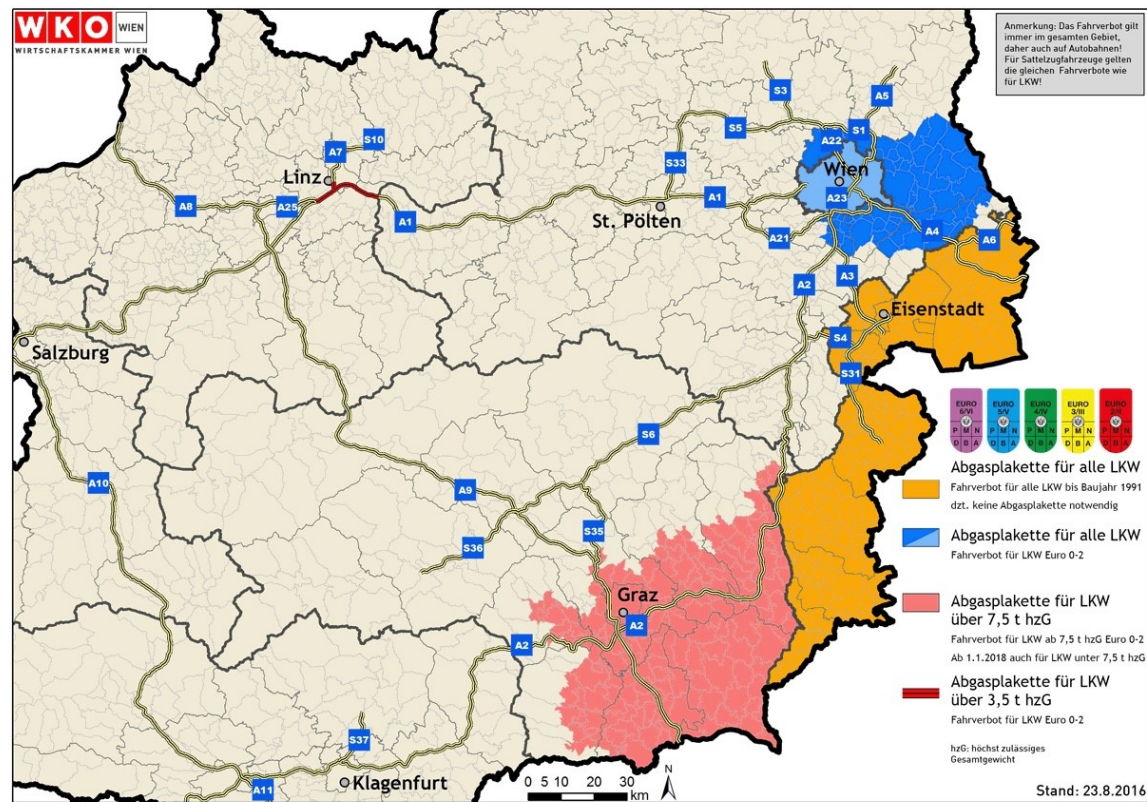 WKO WIEN
WIRTSCHAFTSKAMMER WIEN
Anmerkung: Das Fahrverbot gilt
immer im gesamten Gebiet,
daher auch auf Autobahnen!
Für Sattelzugfahrzeuge gelten
die gleichen Fahrverbote wie
für LKW!
S3
A5
S10
A7
S5
A22
S1
Linz
S33
Wien
A8
A25
A1
A1
A23
St. Pölten
A21
A4
A6
A2
A3
Eisenstadt
Salzburg
S4
S31
S6
A10
A9
S35
S36
Graz
A2
A2
S37
Klagenfurt
A11
EURO 6/VI
EURO 5/V
EURO 4/IV
EURO 3/III
EURO 2/II
P M N
P M N
P M N
P M N
P M N
D B A
D B A
D B A
D B A
D B A
Abgasplakette für alle LKW
Fahrverbot für alle LKW bis Baujahr 1991
dzt. keine Abgasplakette notwendig
Abgasplakette für alle LKW
Fahrverbot für LKW Euro 0-2
Abgasplakette für LKW
über 7,5 t hzG
Fahrverbot für LKW ab 7,5 t hzG Euro 0-2
Ab 1.1.2018 auch für LKW unter 7,5 t hzG
Abgasplakette für LKW
über 3,5 t hzG
Fahrverbot für LKW Euro 0-2
hzG: höchst zulässiges
Gesamtgewicht
0 5 10 20 30
km
N
Stand: 23.8.2016